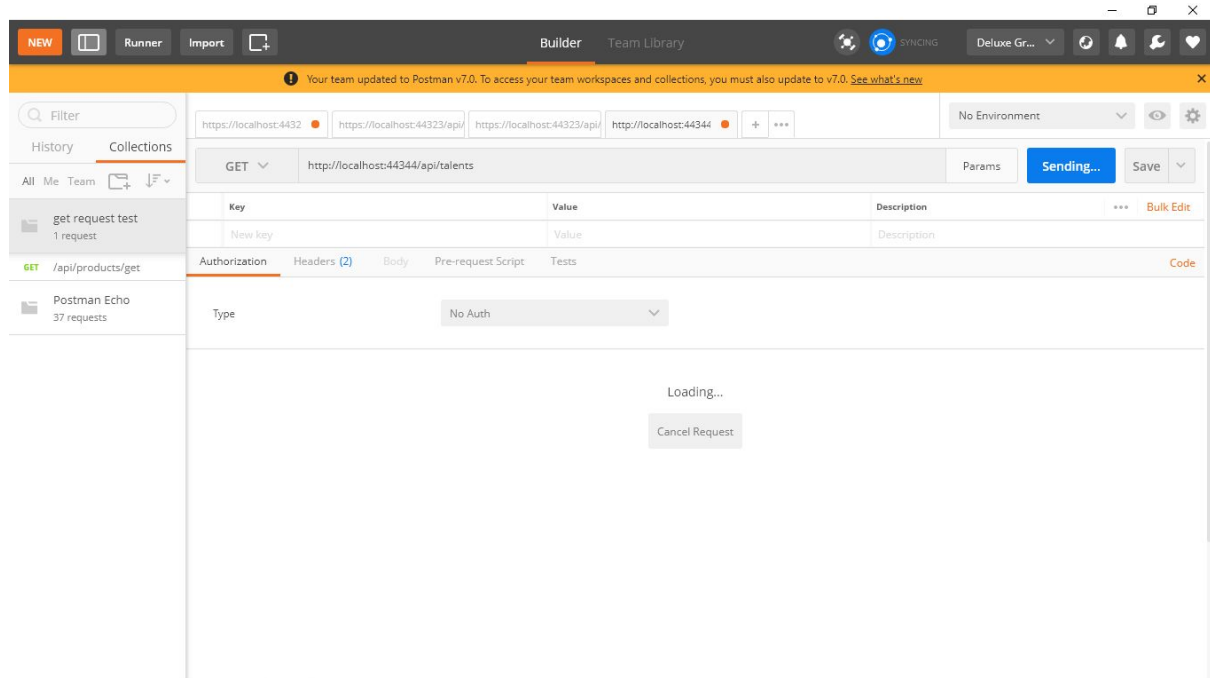 NEW Runner Import Builder Team Library SYNCING Deluxe Gr...
Your team updated to Postman v7.0. To access your team workspaces and collections, you must also update to v7.0. See what's new
Filter
History Collections
All Me Team
get request test
1 request
GET /api/products/get
Postman Echo
37 requests
https://localhost:4432 https://localhost:44323/api/ https://localhost:44323/api/ http://localhost:44344
No Environment
GET http://localhost:44344/api/talents Params Sending... Save
Key Value Description Bulk Edit
New key Value Description
Authorization Headers (2) Body Pre-request Script Tests Code
Type No Auth
Loading...
Cancel Request